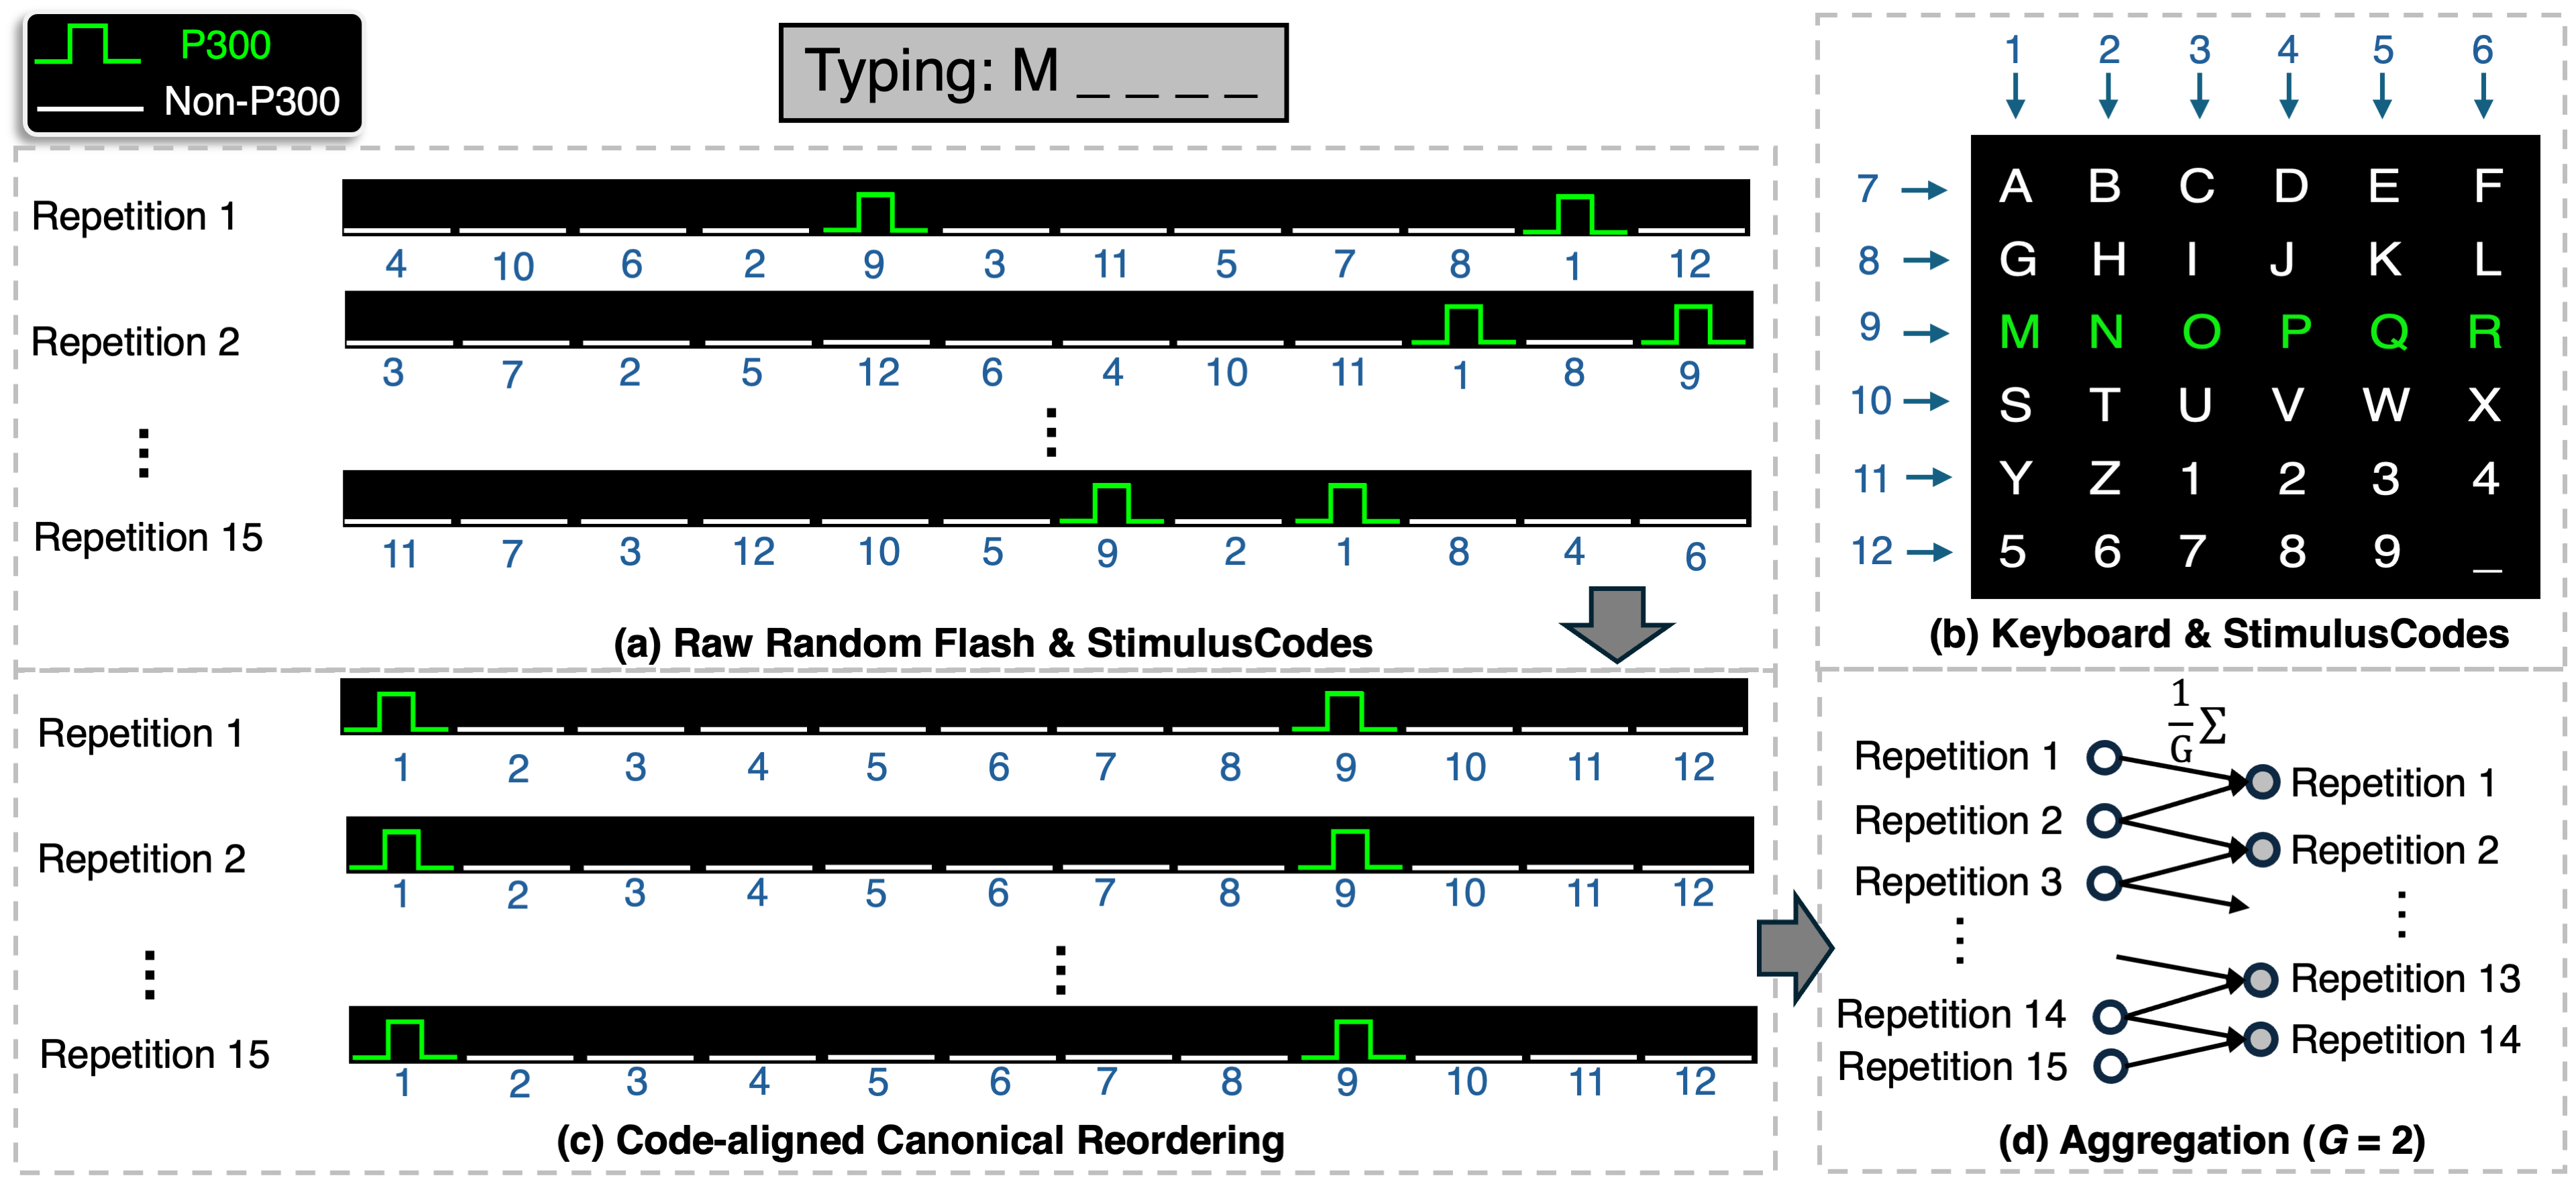 P300
Non-P300
Typing: M _ _ _ _
Repetition 1
4 10 6 2 9 3 11 5 7 8 1 12
Repetition 2
3 7 2 5 12 6 4 10 11 1 8 9
Repetition 15
11 7 3 12 10 5 9 2 1 8 4 6
(a) Raw Random Flash & StimulusCodes
1 2 3 4 5 6
7 A B C D E F
8 G H I J K L
9 M N O P Q R
10 S T U V W X
11 Y Z 1 2 3 4
12 5 6 7 8 9 _
(b) Keyboard & StimulusCodes
Repetition 1
1 2 3 4 5 6 7 8 9 10 11 12
Repetition 2
1 2 3 4 5 6 7 8 9 10 11 12
Repetition 15
1 2 3 4 5 6 7 8 9 10 11 12
(c) Code-aligned Canonical Reordering
1
G
Σ
Repetition 1
Repetition 2
Repetition 3
Repetition 14
Repetition 15
Repetition 1
Repetition 2
Repetition 13
Repetition 14
(d) Aggregation (G = 2)